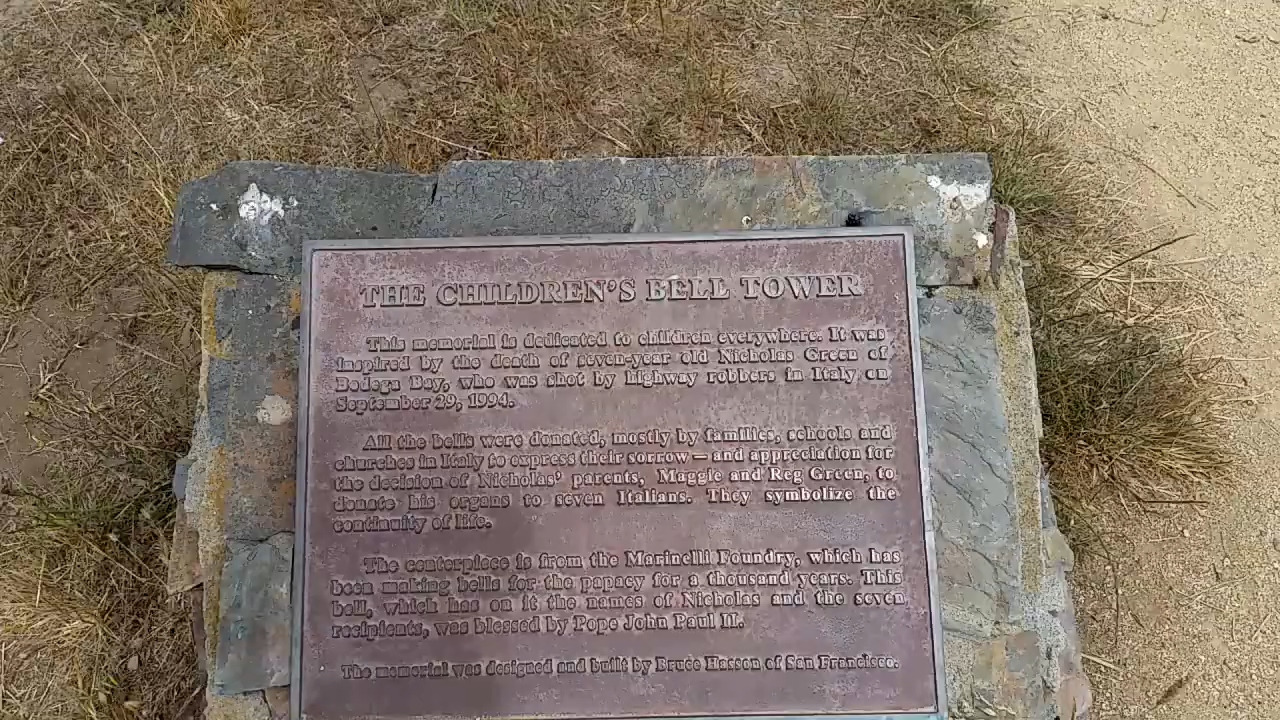 THE CHILDREN'S BELL TOWER
This memorial is dedicated to children everywhere. It was
inspired by the death of seven-year old Nicholas Green of
Bodega Bay, who was shot by highway robbers in Italy on
September 29, 1994.
All the bells were donated, mostly by families, schools and
churches in Italy to express their sorrow — and appreciation for
the decision of Nicholas' parents, Maggie and Reg Green, to
donate his organs to seven Italians. They symbolize the
continuity of life.
The centerpiece is from the Marinelli Foundry, which has
been making bells for the papacy for a thousand years. This
bell, which has on it the names of Nicholas and the seven
recipients, was blessed by Pope John Paul II.
The memorial was designed and built by Bruce Hasson of San Francisco.